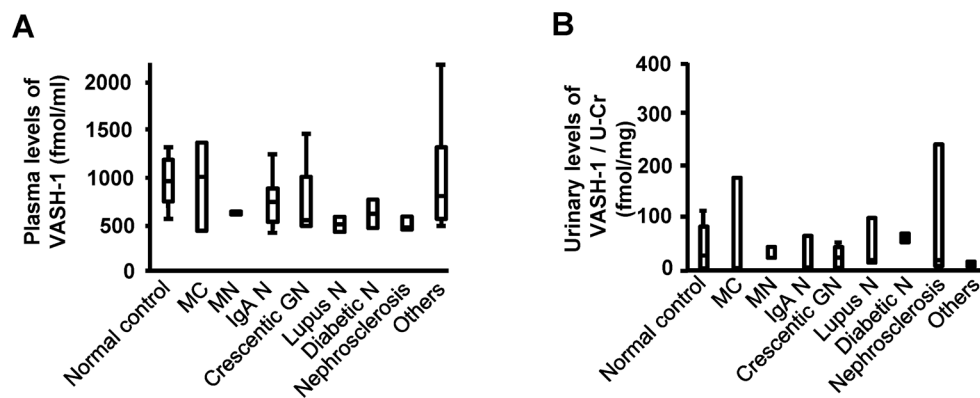 A
Plasma levels of
VASH-1 (fmol/ml)
2000
1500
1000
500
0
Normal control
MC
MN
IgA N
Crescentic GN
Lupus N
Diabetic N
Nephrosclerosis
Others
B
Urinary levels of
VASH-1 / U-Cr
(fmol/mg)
400
300
200
100
0
Normal control
MC
MN
IgA N
Crescentic GN
Lupus N
Diabetic N
Nephrosclerosis
Others